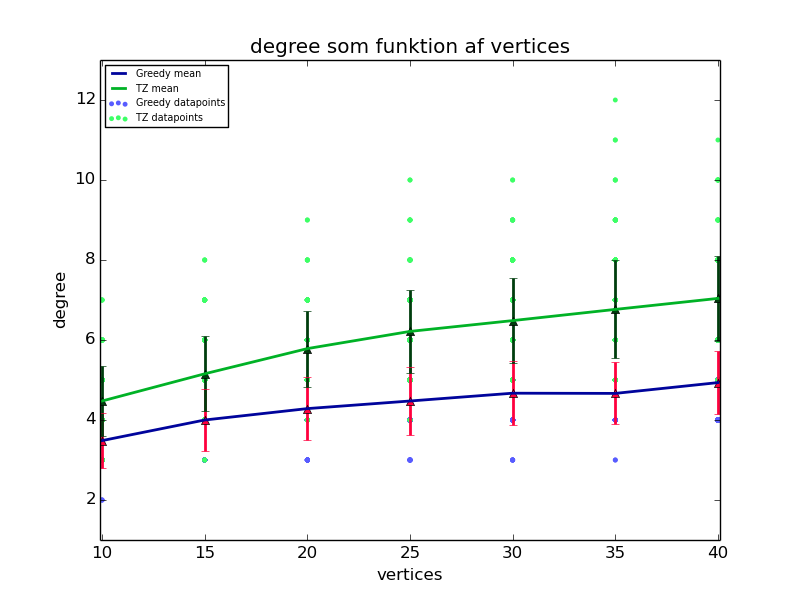 degree som funktion af vertices
Greedy mean
TZ mean
Greedy datapoints
TZ datapoints
12
10
8
6
4
2
degree
10 15 20 25 30 35 40
vertices